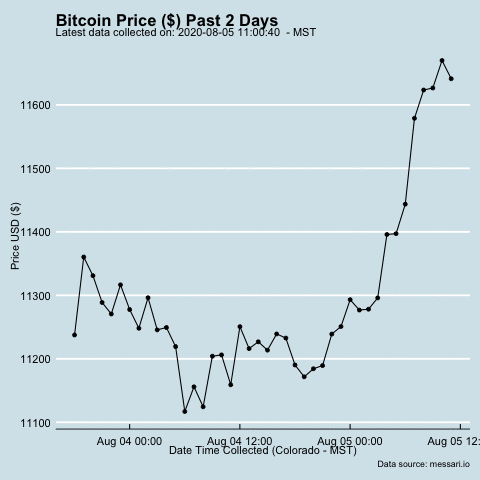 Bitcoin Price ($) Past 2 Days
Latest data collected on: 2020-08-05 11:00:40  - MST
11600
11500
11400
11300
11200
11100
Price USD ($)
Aug 04 00:00
Aug 04 12:00
Aug 05 00:00
Aug 05 12:
Date Time Collected (Colorado - MST)
Data source: messari.io